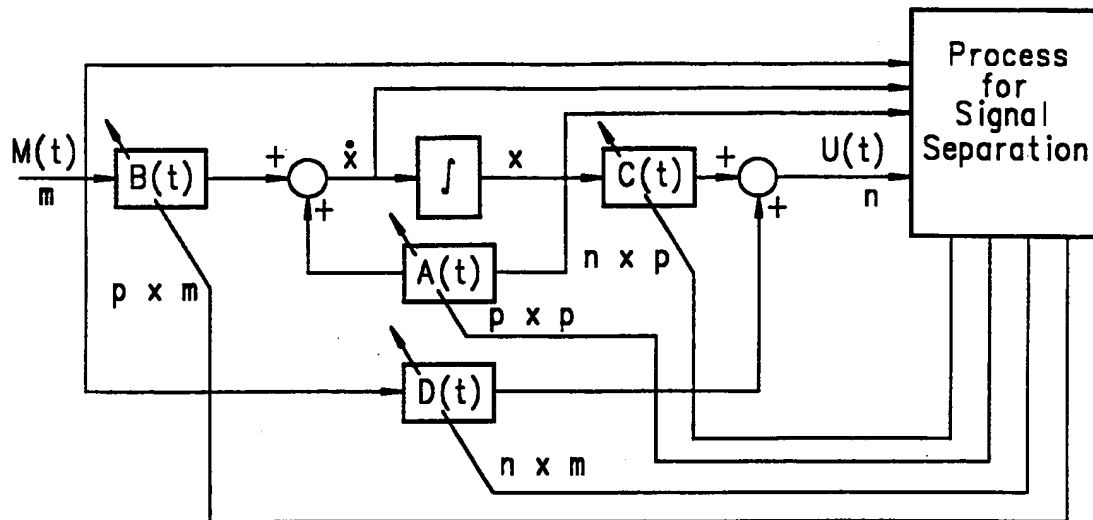 Process
for
Signal
Separation
M(t)
m
B(t)
p x m
+
+
ẋ
∫
x
A(t)
p x p
C(t)
n x p
+
+
U(t)
n
D(t)
n x m